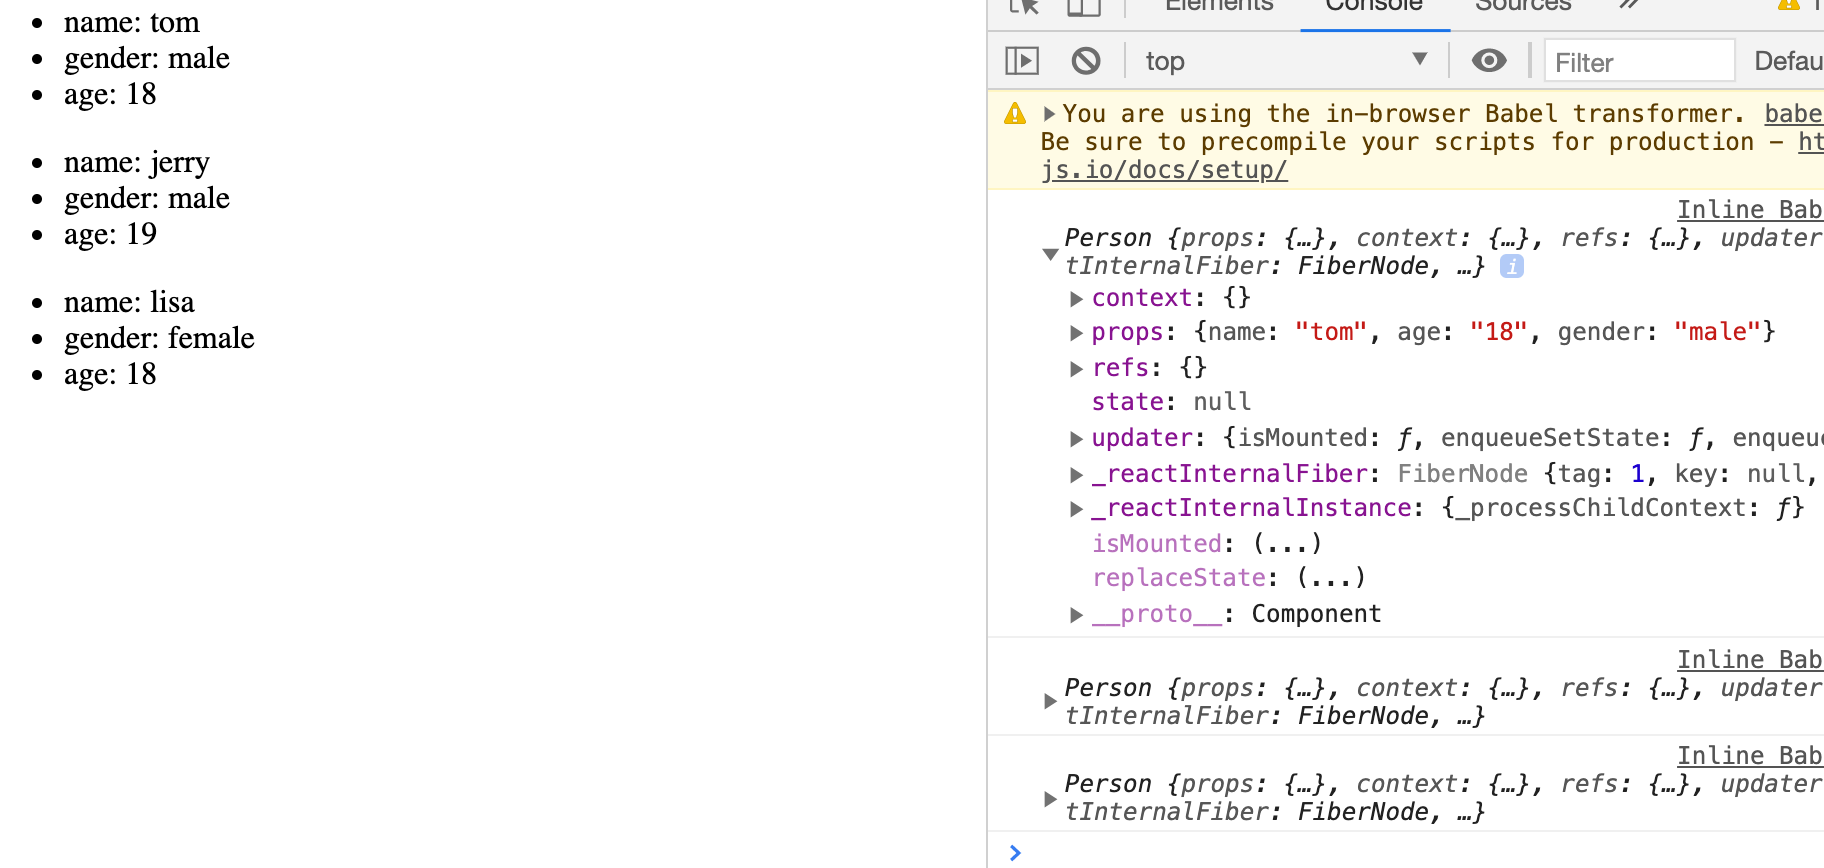 name: tom
gender: male
age: 18
name: jerry
gender: male
age: 19
name: lisa
gender: female
age: 18
Elements Console Sources »
top Filter Defau
You are using the in-browser Babel transformer. babe
Be sure to precompile your scripts for production - ht
js.io/docs/setup/
Inline Bab
Person {props: {…}, context: {…}, refs: {…}, updater
tInternalFiber: FiberNode, …} i
context: {}
props: {name: "tom", age: "18", gender: "male"}
refs: {}
state: null
updater: {isMounted: ƒ, enqueueSetState: ƒ, enqueu
_reactInternalFiber: FiberNode {tag: 1, key: null,
_reactInternalInstance: {_processChildContext: ƒ}
isMounted: (...)
replaceState: (...)
__proto__: Component
Inline Bab
Person {props: {…}, context: {…}, refs: {…}, updater
tInternalFiber: FiberNode, …}
Inline Bab
Person {props: {…}, context: {…}, refs: {…}, updater
tInternalFiber: FiberNode, …}